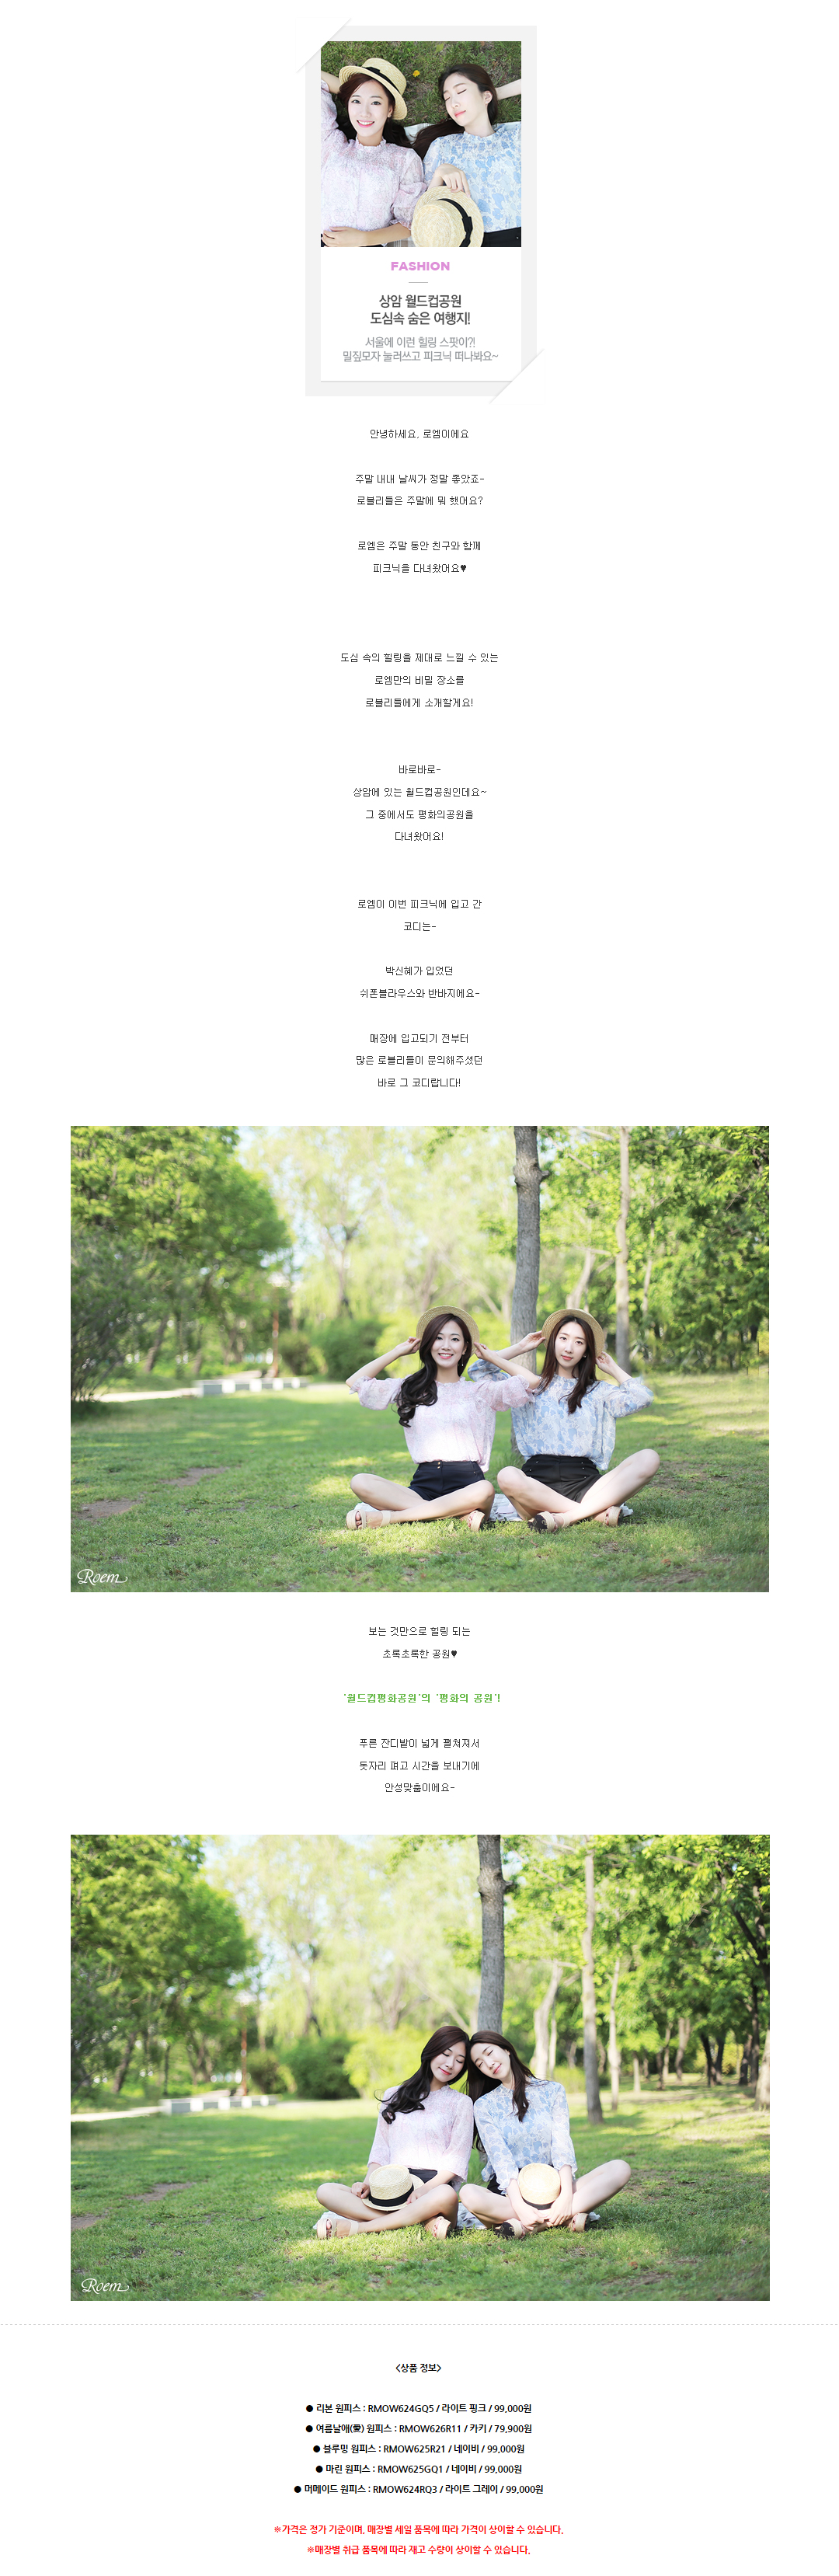 FASHION
상암 월드컵공원
도심속 숨은 여행지!
서울에 이런 힐링 스팟이?!
밀짚모자 눌러쓰고 피크닉 떠나봐요~
안녕하세요, 로엠이에요
주말 내내 날씨가 정말 좋았죠-
로블리들은 주말에 뭐 했어요?
로엠은 주말 동안 친구와 함께
피크닉을 다녀왔어요♥
도심 속의 힐링을 제대로 느낄 수 있는
로엠만의 비밀 장소를
로블리들에게 소개할게요!
바로바로-
상암에 있는 월드컵공원인데요~
그 중에서도 평화의공원을
다녀왔어요!
로엠이 이번 피크닉에 입고 간
코디는-
박신혜가 입었던
쉬폰블라우스와 반바지에요-
매장에 입고되기 전부터
많은 로블리들이 문의해주셨던
바로 그 코디랍니다!
Roem
보는 것만으로 힐링 되는
초록초록한 공원♥
'월드컵평화공원'의 '평화의 공원'!
푸른 잔디밭이 넓게 펼쳐져서
돗자리 펴고 시간을 보내기에
안성맞춤이에요-
Roem
<상품 정보>
● 리본 원피스 : RMOW624GQ5 / 라이트 핑크 / 99,000원
● 여름날애(愛) 원피스 : RMOW626R11 / 카키 / 79,900원
● 블루밍 원피스 : RMOW625R21 / 네이비 / 99,000원
● 마린 원피스 : RMOW625GQ1 / 네이비 / 99,000원
● 머메이드 원피스 : RMOW624RQ3 / 라이트 그레이 / 99,000원
※가격은 정가 기준이며, 매장별 세일 품목에 따라 가격이 상이할 수 있습니다.
※매장별 취급 품목에 따라 재고 수량이 상이할 수 있습니다.